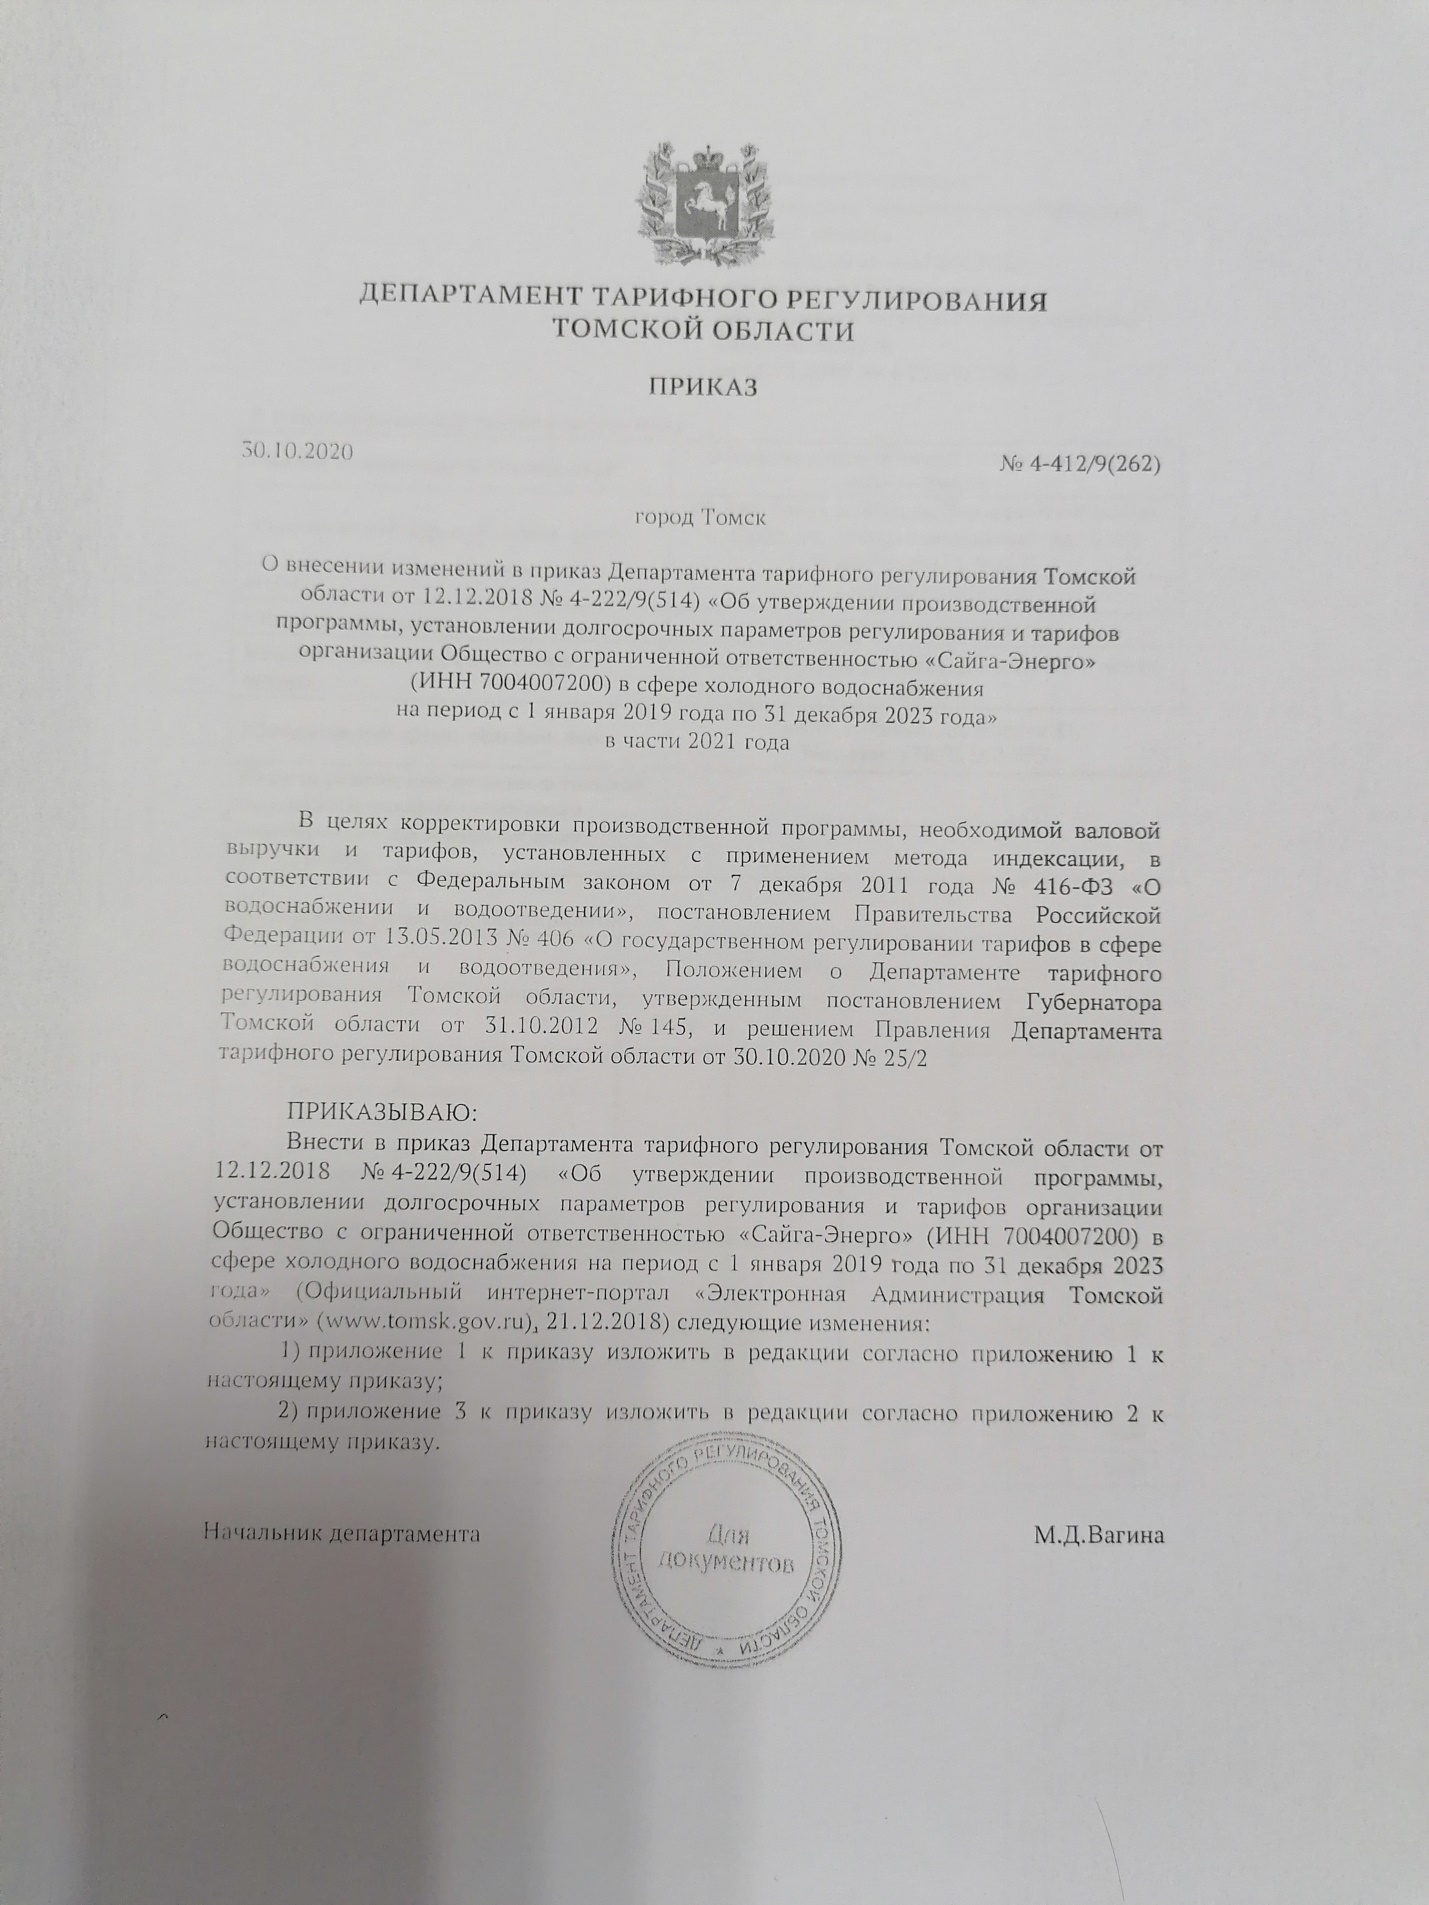 ДЕПАРТАМЕНТ ТАРИФНОГО РЕГУЛИРОВАНИЯ
ТОМСКОЙ ОБЛАСТИ
ПРИКАЗ
30.10.2020
№ 4-412/9(262)
город Томск
О внесении изменений в приказ Департамента тарифного регулирования Томской
области от 12.12.2018 № 4-222/9(514) «Об утверждении производственной
программы, установлении долгосрочных параметров регулирования и тарифов
организации Общество с ограниченной ответственностью «Сайга-Энерго»
(ИНН 7004007200) в сфере холодного водоснабжения
на период с 1 января 2019 года по 31 декабря 2023 года»
в части 2021 года
В целях корректировки производственной программы, необходимой валовой
выручки и тарифов, установленных с применением метода индексации, в
соответствии с Федеральным законом от 7 декабря 2011 года № 416-ФЗ «О
водоснабжении и водоотведении», постановлением Правительства Российской
Федерации от 13.05.2013 № 406 «О государственном регулировании тарифов в сфере
водоснабжения и водоотведения», Положением о Департаменте тарифного
регулирования Томской области, утвержденным постановлением Губернатора
Томской области от 31.10.2012 № 145, и решением Правления Департамента
тарифного регулирования Томской области от 30.10.2020 № 25/2
ПРИКАЗЫВАЮ:
Внести в приказ Департамента тарифного регулирования Томской области от
12.12.2018 № 4-222/9(514) «Об утверждении производственной программы,
установлении долгосрочных параметров регулирования и тарифов организации
Общество с ограниченной ответственностью «Сайга-Энерго» (ИНН 7004007200) в
сфере холодного водоснабжения на период с 1 января 2019 года по 31 декабря 2023
года» (Официальный интернет-портал «Электронная Администрация Томской
области» (www.tomsk.gov.ru), 21.12.2018) следующие изменения:
1) приложение 1 к приказу изложить в редакции согласно приложению 1 к
настоящему приказу;
2) приложение 3 к приказу изложить в редакции согласно приложению 2 к
настоящему приказу.
Начальник департамента
М.Д.Вагина
ДЕПАРТАМЕНТ ТАРИФНОГО РЕГУЛИРОВАНИЯ ТОМСКОЙ ОБЛАСТИ *
Для
документов